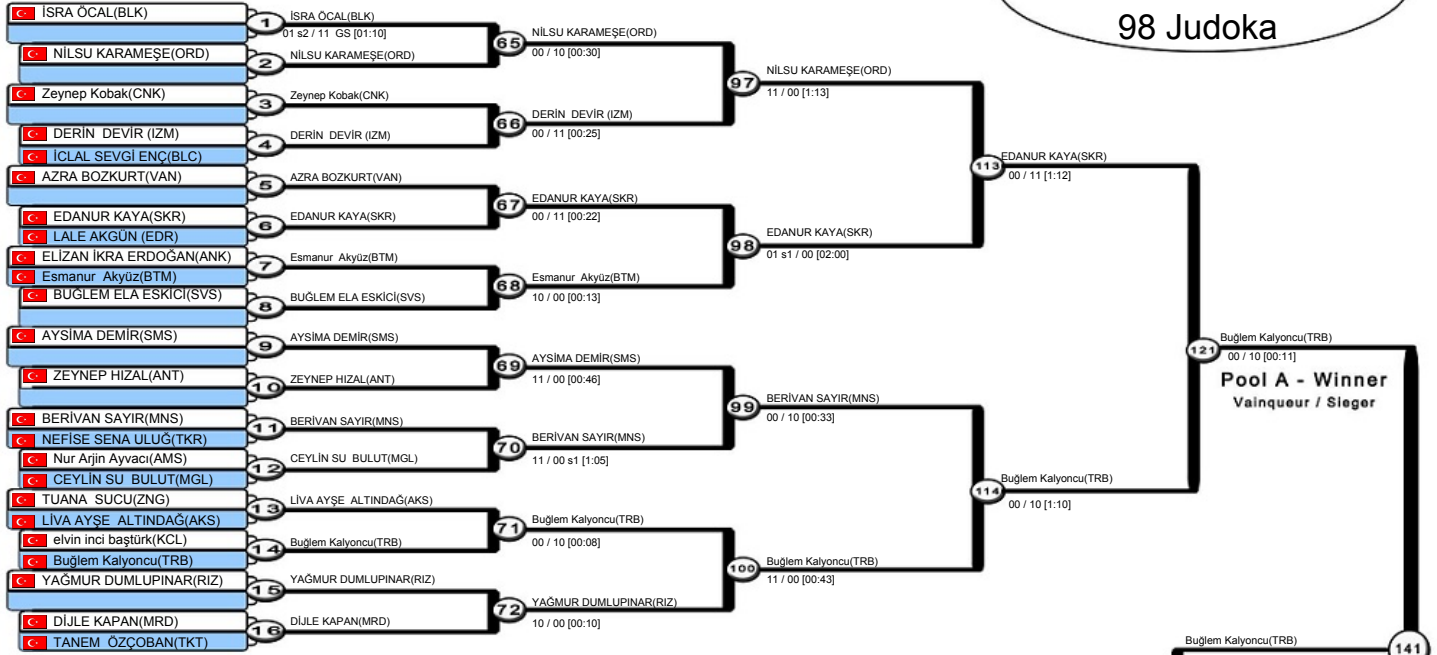 98 Judoka
İSRA ÖCAL(BLK)
NİLSU KARAMEŞE(ORD)
Zeynep Kobak(CNK)
DERİN DEVİR (IZM)
İCLAL SEVGİ ENÇ(BLC)
AZRA BOZKURT(VAN)
EDANUR KAYA(SKR)
LALE AKGÜN (EDR)
ELİZAN İKRA ERDOĞAN(ANK)
Esmanur Akyüz(BTM)
BUĞLEM ELA ESKİCİ(SVS)
AYSİMA DEMİR(SMS)
ZEYNEP HIZAL(ANT)
BERİVAN SAYIR(MNS)
NEFİSE SENA ULUĞ(TKR)
Nur Arjin Ayvacı(AMS)
CEYLİN SU BULUT(MGL)
TUANA SUCU(ZNG)
LİVA AYŞE ALTINDAĞ(AKS)
elvin inci baştürk(KCL)
Buğlem Kalyoncu(TRB)
YAĞMUR DUMLUPINAR(RIZ)
DİJLE KAPAN(MRD)
TANEM ÖZÇOBAN(TKT)
1 İSRA ÖCAL(BLK)
01 s2 / 11 GS [01:10]
2 NİLSU KARAMEŞE(ORD)
3 Zeynep Kobak(CNK)
4 DERİN DEVİR (IZM)
5 AZRA BOZKURT(VAN)
6 EDANUR KAYA(SKR)
7 Esmanur Akyüz(BTM)
8 BUĞLEM ELA ESKİCİ(SVS)
9 AYSİMA DEMİR(SMS)
10 ZEYNEP HIZAL(ANT)
11 BERİVAN SAYIR(MNS)
12 CEYLİN SU BULUT(MGL)
13 LİVA AYŞE ALTINDAĞ(AKS)
14 Buğlem Kalyoncu(TRB)
15 YAĞMUR DUMLUPINAR(RIZ)
16 DİJLE KAPAN(MRD)
65 NİLSU KARAMEŞE(ORD)
00 / 10 [00:30]
66 DERİN DEVİR (IZM)
00 / 11 [00:25]
67 EDANUR KAYA(SKR)
00 / 11 [00:22]
68 Esmanur Akyüz(BTM)
10 / 00 [00:13]
69 AYSİMA DEMİR(SMS)
11 / 00 [00:46]
70 BERİVAN SAYIR(MNS)
11 / 00 s1 [1:05]
71 Buğlem Kalyoncu(TRB)
00 / 10 [00:08]
72 YAĞMUR DUMLUPINAR(RIZ)
10 / 00 [00:10]
97 NİLSU KARAMEŞE(ORD)
11 / 00 [1:13]
98 EDANUR KAYA(SKR)
01 s1 / 00 [02:00]
99 BERİVAN SAYIR(MNS)
00 / 10 [00:33]
100 Buğlem Kalyoncu(TRB)
11 / 00 [00:43]
113 EDANUR KAYA(SKR)
00 / 11 [1:12]
114 Buğlem Kalyoncu(TRB)
00 / 10 [1:10]
121 Buğlem Kalyoncu(TRB)
00 / 10 [00:11]
Pool A - Winner
Vainqueur / Sieger
Buğlem Kalyoncu(TRB)
141